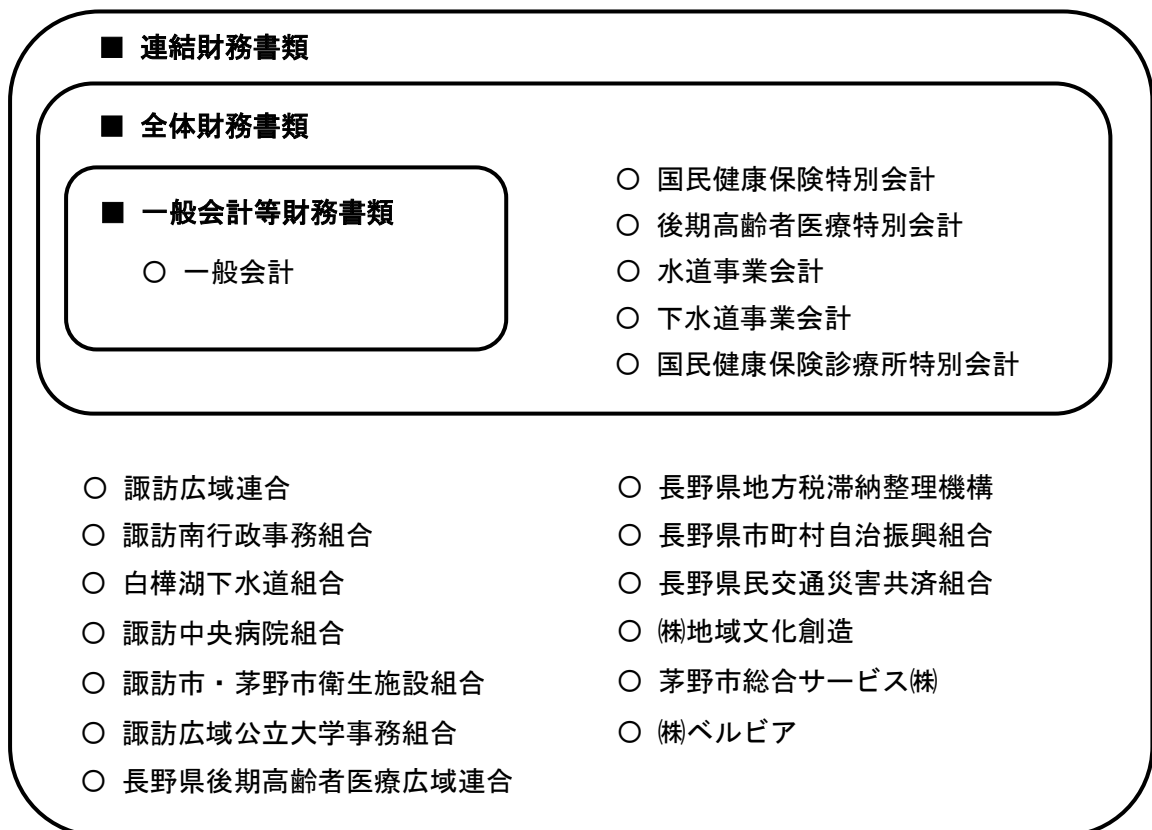 ■ 連結財務書類
■ 全体財務書類
■ 一般会計等財務書類
○ 一般会計
○ 国民健康保険特別会計
○ 後期高齢者医療特別会計
○ 水道事業会計
○ 下水道事業会計
○ 国民健康保険診療所特別会計
○ 諏訪広域連合
○ 諏訪南行政事務組合
○ 白樺湖下水道組合
○ 諏訪中央病院組合
○ 諏訪市・茅野市衛生施設組合
○ 諏訪広域公立大学事務組合
○ 長野県後期高齢者医療広域連合
○ 長野県地方税滞納整理機構
○ 長野県市町村自治振興組合
○ 長野県民交通災害共済組合
○ ㈱地域文化創造
○ 茅野市総合サービス㈱
○ ㈱ベルビア